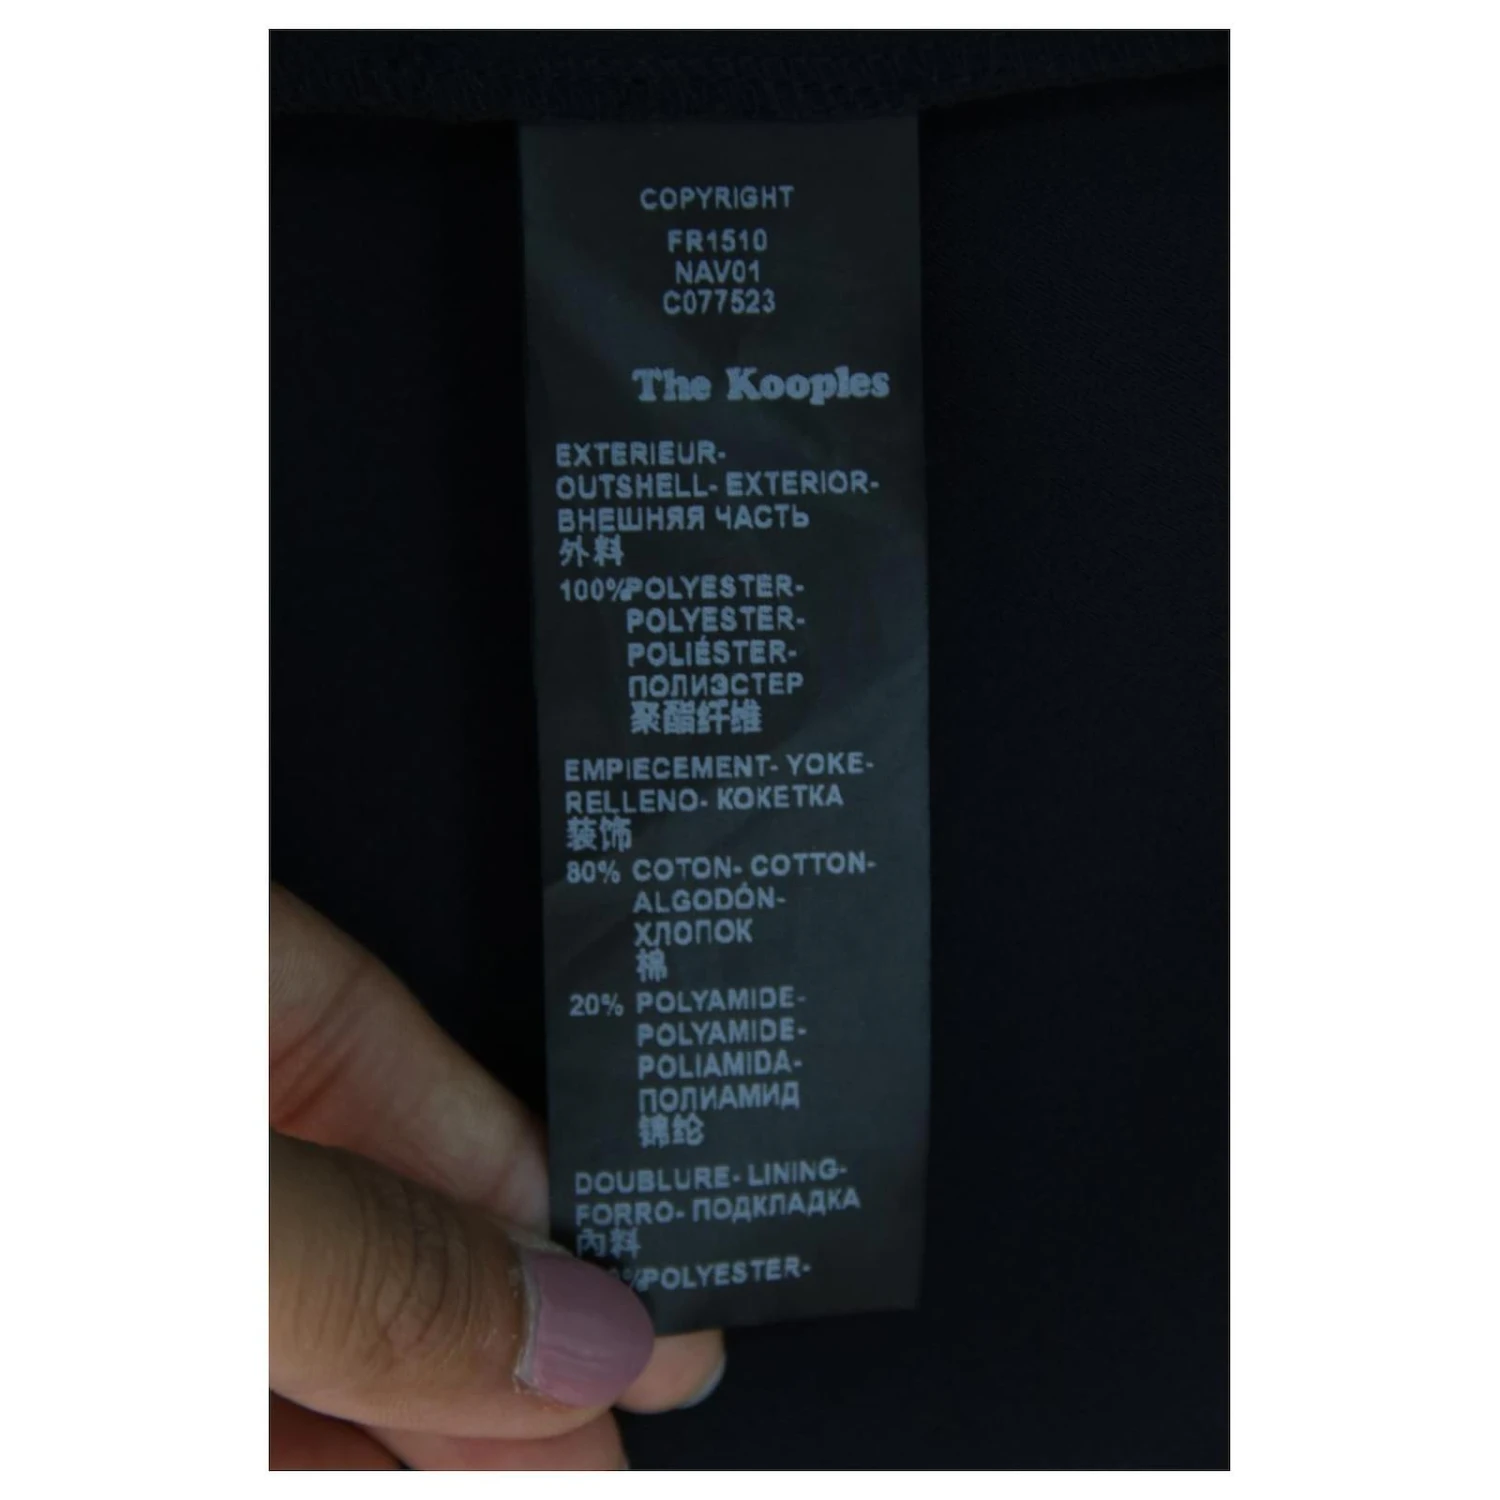 COPYRIGHT
FR1510
NAV01
C077523
The Kooples
EXTERIEUR-
OUTSHELL- EXTERIOR-
ВНЕШНЯЯ ЧАСТЬ
外料
100%POLYESTER-
POLYESTER-
POLIÉSTER-
ПОЛИЭСТЕР
聚酯纤维
EMPIECEMENT- YOKE-
RELLENO- КОКЕТКА
装饰
80% COTON- COTTON-
ALGODÓN-
ХЛОПОК
棉
20% POLYAMIDE-
POLYAMIDE-
POLIAMIDA-
ПОЛИАМИД
锦纶
DOUBLURE- LINING-
FORRO- ПОДКЛАДКА
内料
%POLYESTER-